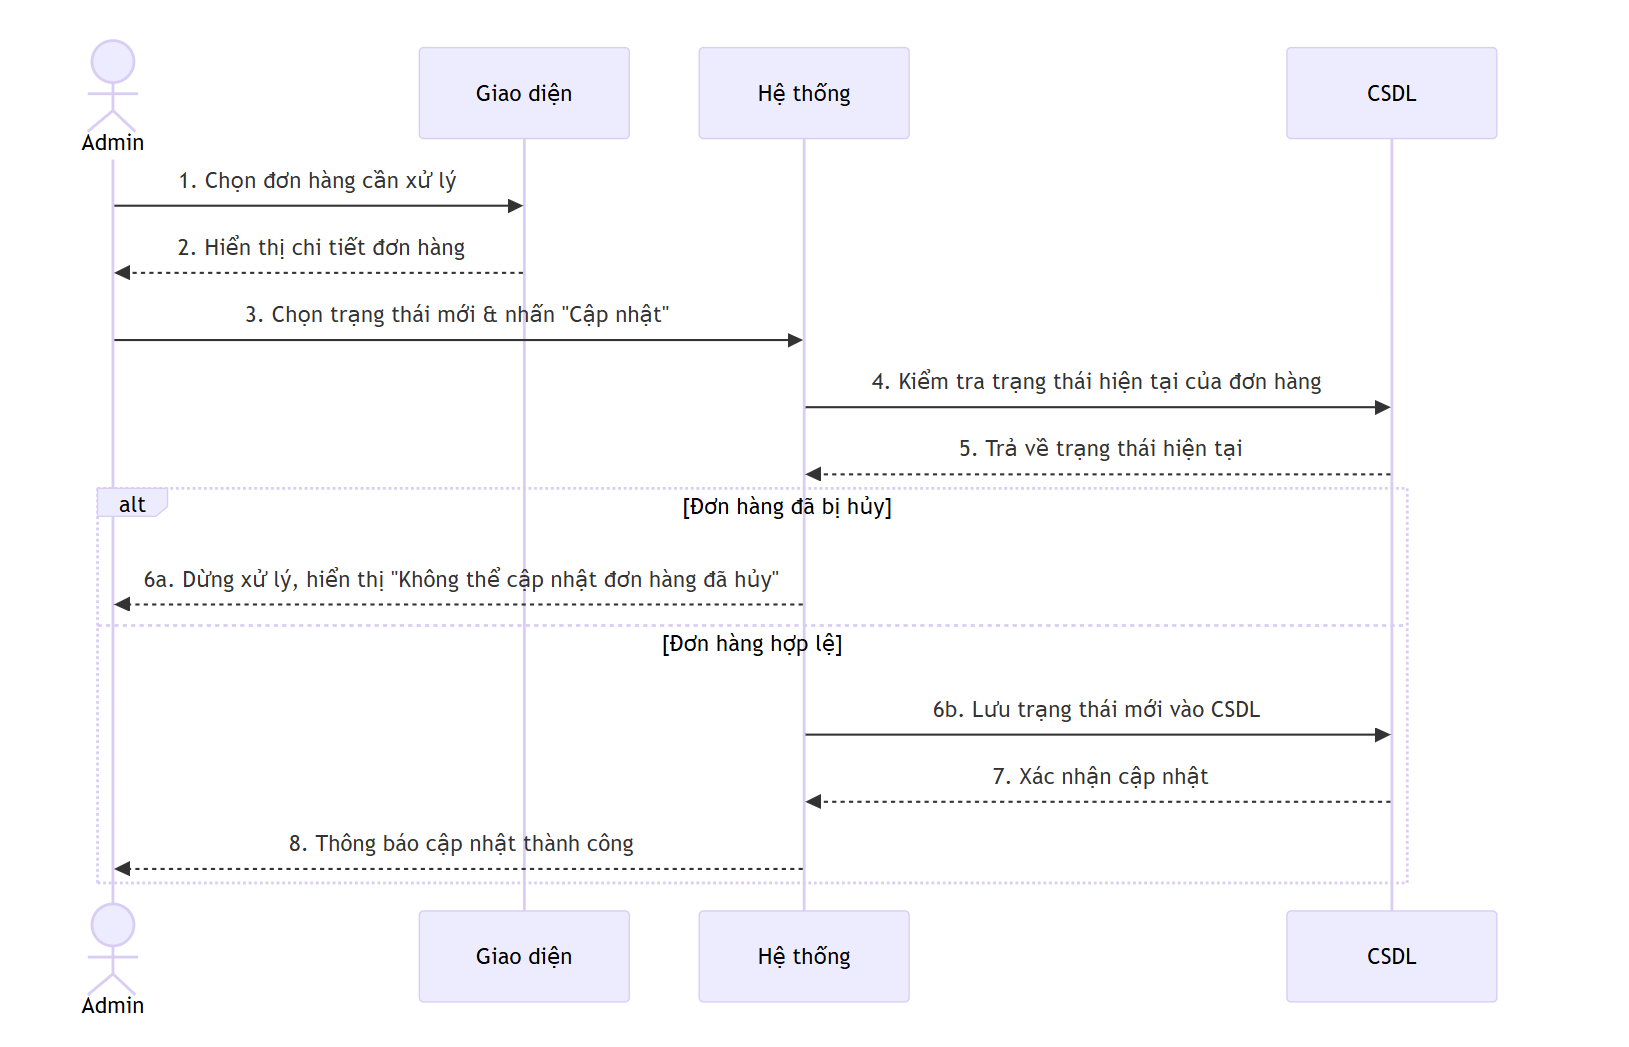 Admin
Giao diện
Hệ thống
CSDL
1. Chọn đơn hàng cần xử lý
2. Hiển thị chi tiết đơn hàng
3. Chọn trạng thái mới & nhấn "Cập nhật"
4. Kiểm tra trạng thái hiện tại của đơn hàng
5. Trả về trạng thái hiện tại
alt
[Đơn hàng đã bị hủy]
6a. Dừng xử lý, hiển thị "Không thể cập nhật đơn hàng đã hủy"
[Đơn hàng hợp lệ]
6b. Lưu trạng thái mới vào CSDL
7. Xác nhận cập nhật
8. Thông báo cập nhật thành công
Admin
Giao diện
Hệ thống
CSDL